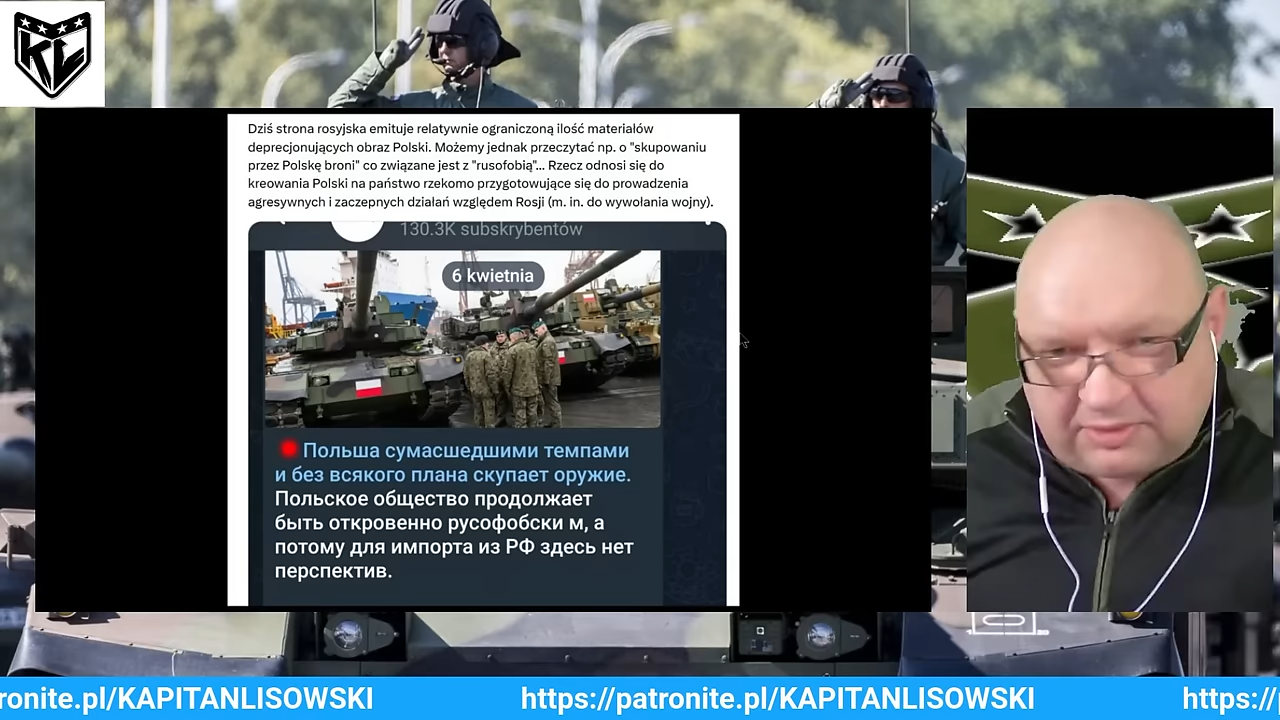 KL
Dziś strona rosyjska emituje relatywnie ograniczoną ilość materiałów
deprecjonujących obraz Polski. Możemy jednak przeczytać np. o "skupowaniu
przez Polskę broni" co związane jest z "rusofobią"... Rzecz odnosi się do
kreowania Polski na państwo rzekomo przygotowujące się do prowadzenia
agresywnych i zaczepnych działań względem Rosji (m. in. do wywołania wojny).
130.3K subskrybentów
6 kwietnia
Польша сумасшедшими темпами
и без всякого плана скупает оружие.
Польское общество продолжает
быть откровенно русофобски м, а
потому для импорта из РФ здесь нет
перспектив.
ronite.pl/KAPITANLISOWSKI https://patronite.pl/KAPITANLISOWSKI https:/